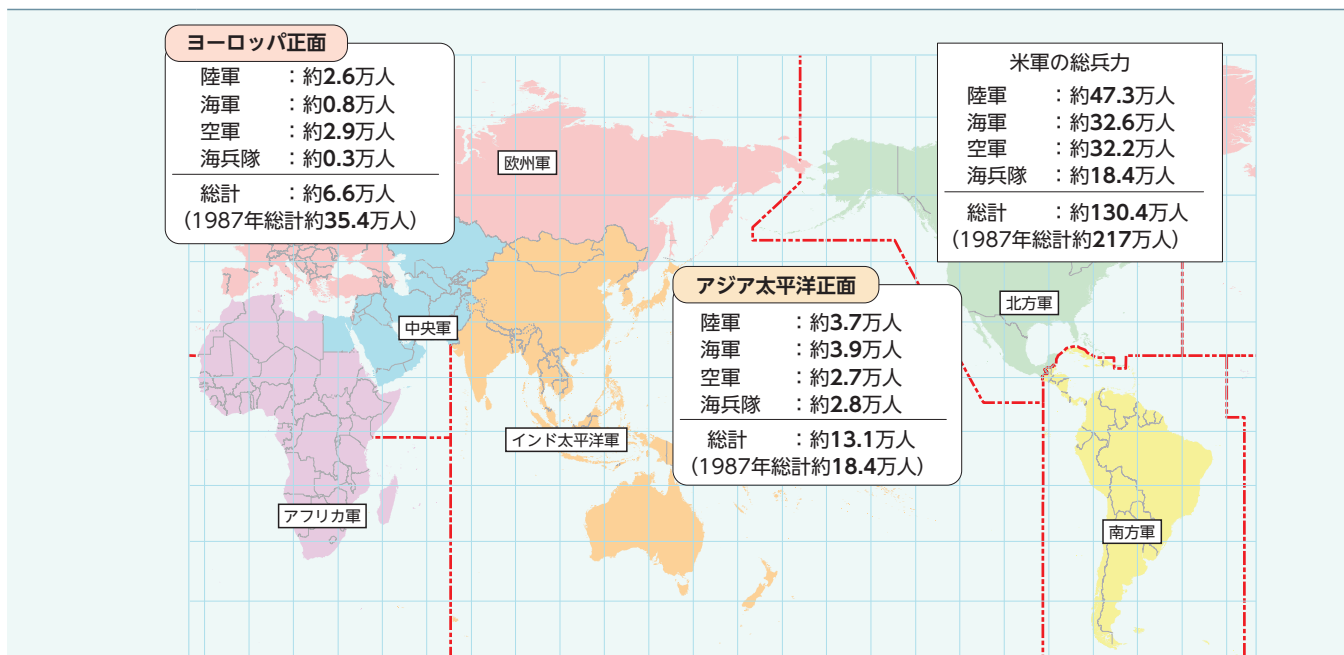 ヨーロッパ正面
陸軍　：約2.6万人
海軍　：約0.8万人
空軍　：約2.9万人
海兵隊　：約0.3万人
総計　：約6.6万人
（1987年総計約35.4万人）
米軍の総兵力
陸軍　：約47.3万人
海軍　：約32.6万人
空軍　：約32.2万人
海兵隊　：約18.4万人
総計　：約130.4万人
（1987年総計約217万人）
欧州軍
アジア太平洋正面
陸軍　：約3.7万人
海軍　：約3.9万人
空軍　：約2.7万人
海兵隊　：約2.8万人
総計　：約13.1万人
（1987年総計約18.4万人）
北方軍
中央軍
インド太平洋軍
アフリカ軍
南方軍